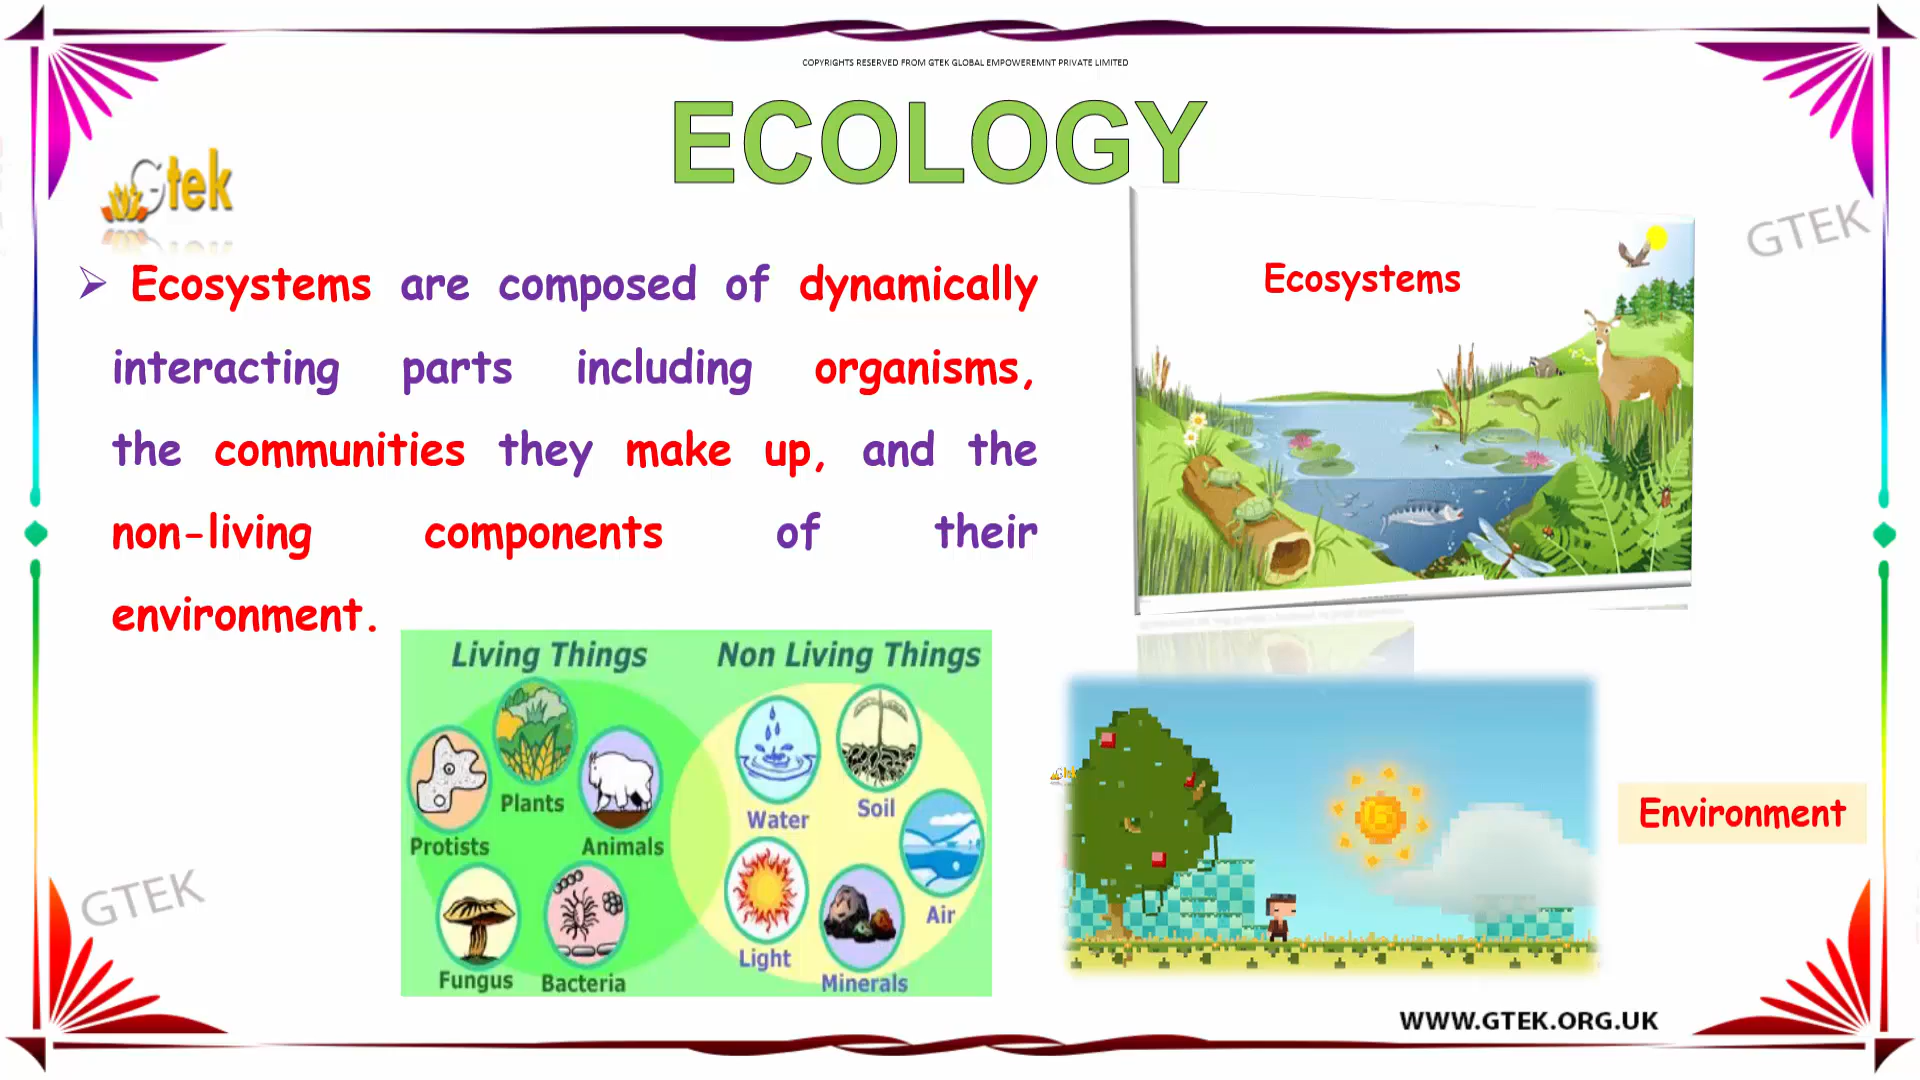 COPYRIGHTS RESERVED FROM GTEK GLOBAL EMPOWEREMNT PRIVATE LIMITED
ECOLOGY
Gtek
GTEK
➢ Ecosystems are composed of dynamically
interacting parts including organisms,
the communities they make up, and the
non-living components of their
environment.
Ecosystems
Living Things
Non Living Things
Plants
Protists
Animals
Fungus
Bacteria
Water
Soil
Air
Light
Minerals
Gtek
Environment
GTEK
WWW.GTEK.ORG.UK